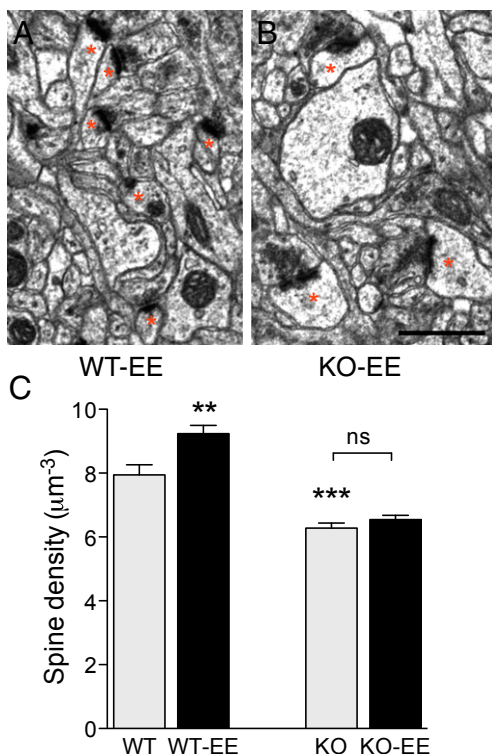 A B
* * * * * *
* * *
WT-EE KO-EE
C
Spine density (μm⁻³)
10
8
6
4
2
0
**
***
ns
WT WT-EE KO KO-EE